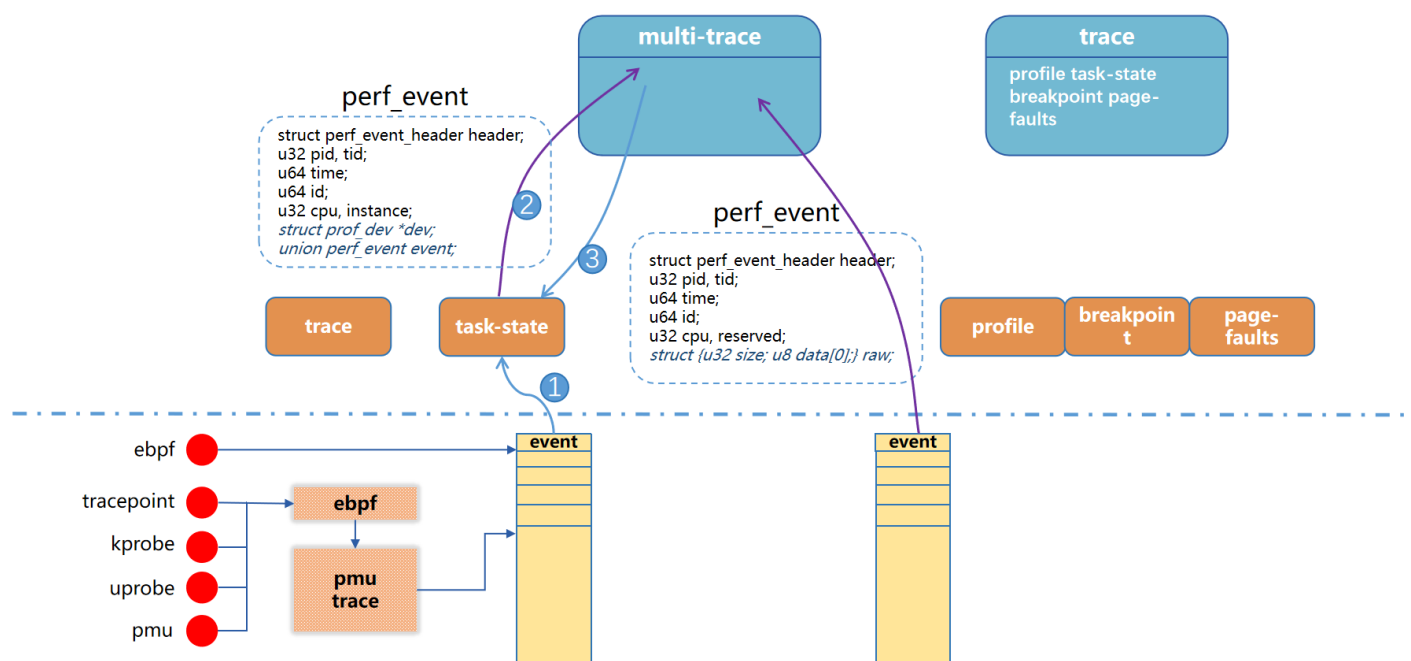 multi-trace
trace
profile task-state
breakpoint page-
faults
perf_event
struct perf_event_header header;
u32 pid, tid;
u64 time;
u64 id;
u32 cpu, instance;
struct prof_dev *dev;
union perf_event event;
2
3
perf_event
struct perf_event_header header;
u32 pid, tid;
u64 time;
u64 id;
u32 cpu, reserved;
struct {u32 size; u8 data[0];} raw;
trace
task-state
profile
breakpoin
t
page-
faults
1
event
event
ebpf
tracepoint
kprobe
uprobe
pmu
ebpf
pmu
trace